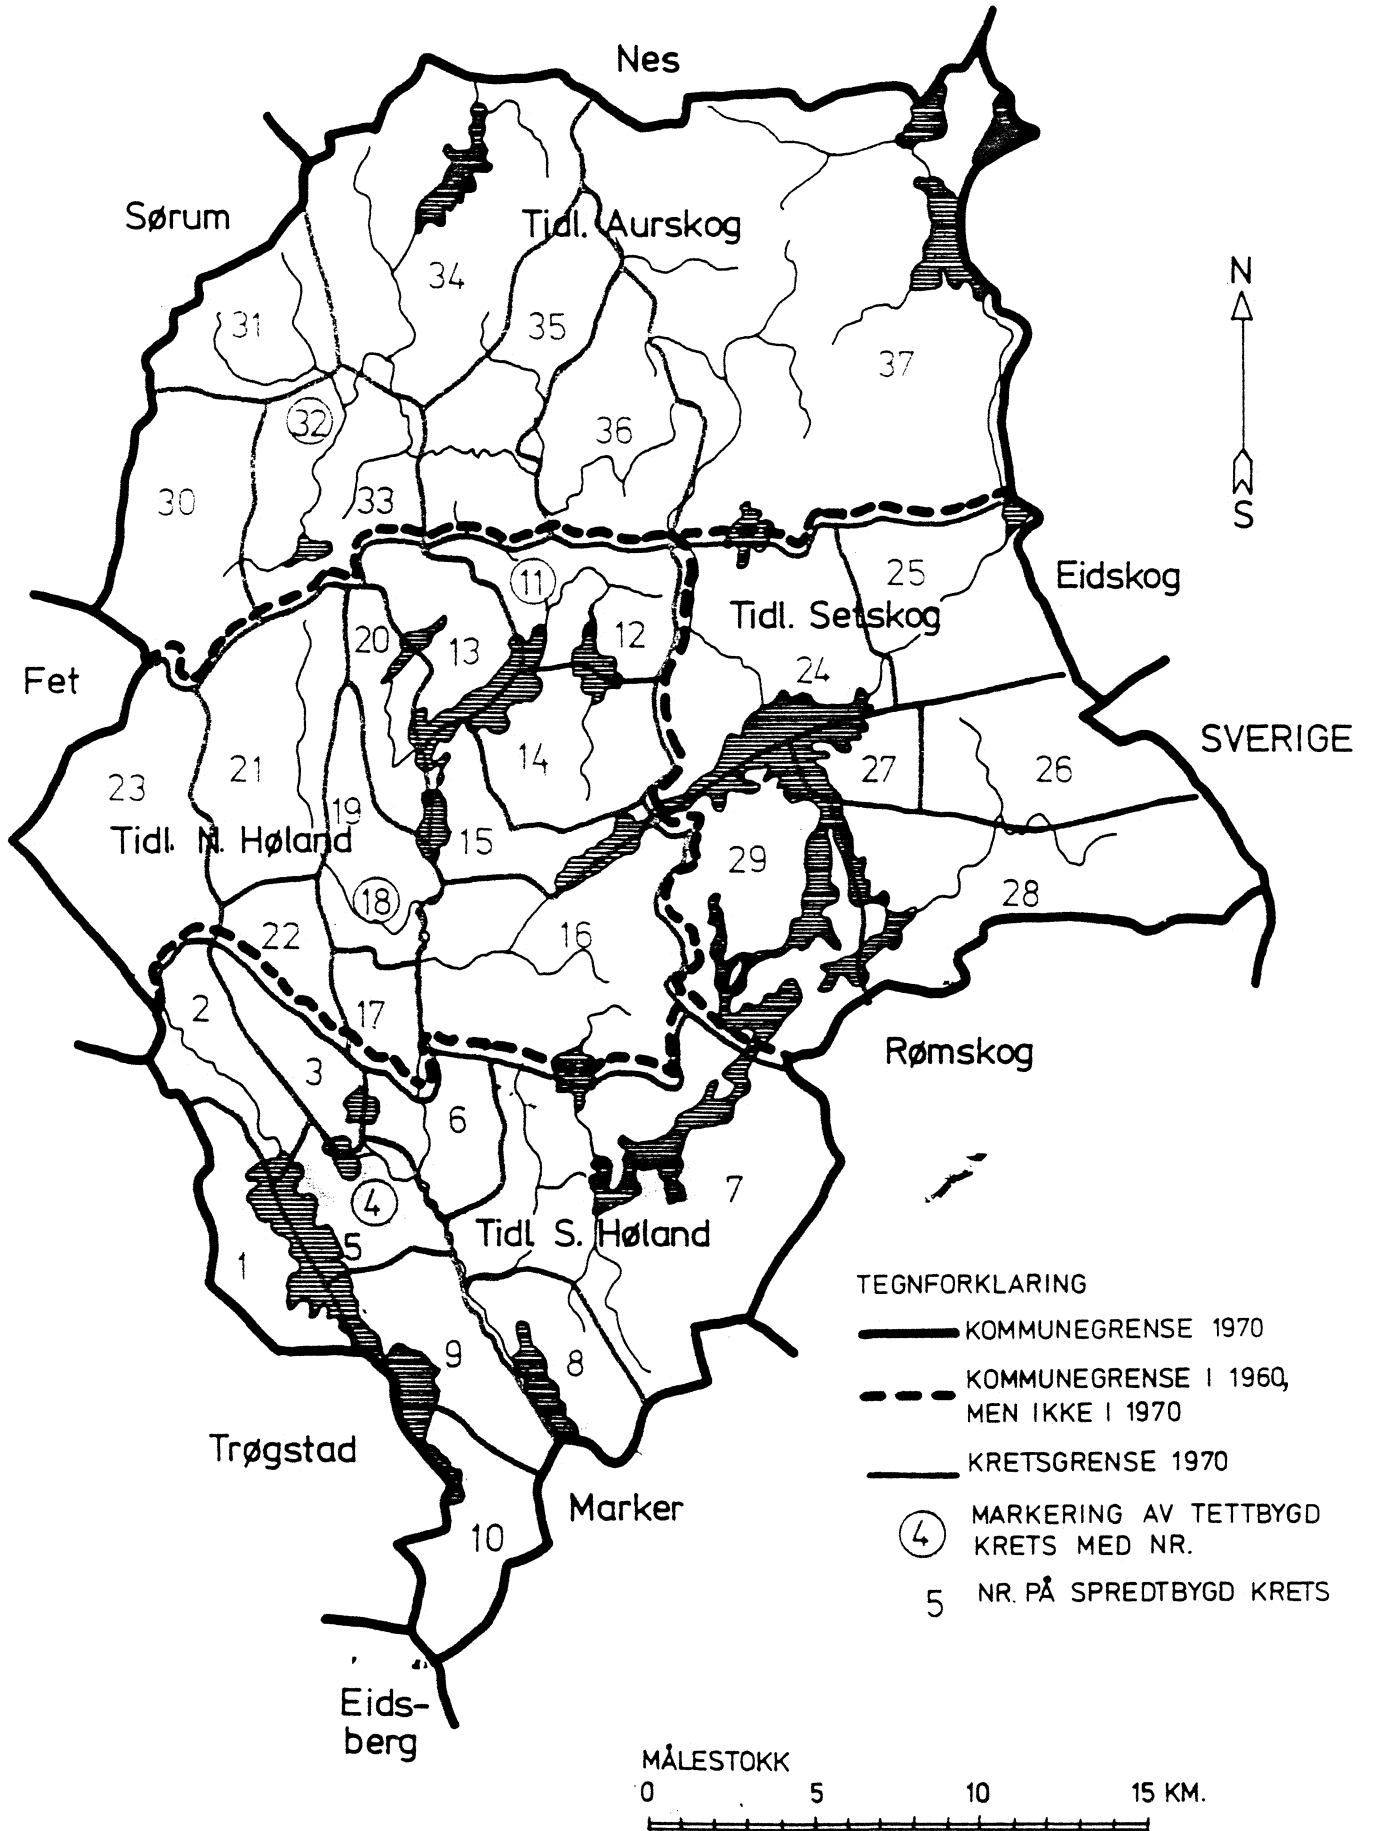 Nes
Sørum
Tidl. Aurskog
34
N
31
35
37
32
36
30
33
S
11
25
Eidskog
Tidl. Setskog
20
13
12
Fet
24
SVERIGE
21
14
27
26
23
19
Tidl. N. Høland
15
29
18
28
22
16
2
17
Rømskog
3
6
7
4
Tidl. S. Høland
5
1
TEGNFORKLARING
KOMMUNEGRENSE 1970
9
8
KOMMUNEGRENSE I 1960,
MEN IKKE I 1970
Trøgstad
KRETSGRENSE 1970
Marker
10
4 MARKERING AV TETTBYGD
KRETS MED NR.
5 NR. PÅ SPREDTBYGD KRETS
Eids-
berg
MÅLESTOKK
0 5 10 15 KM.